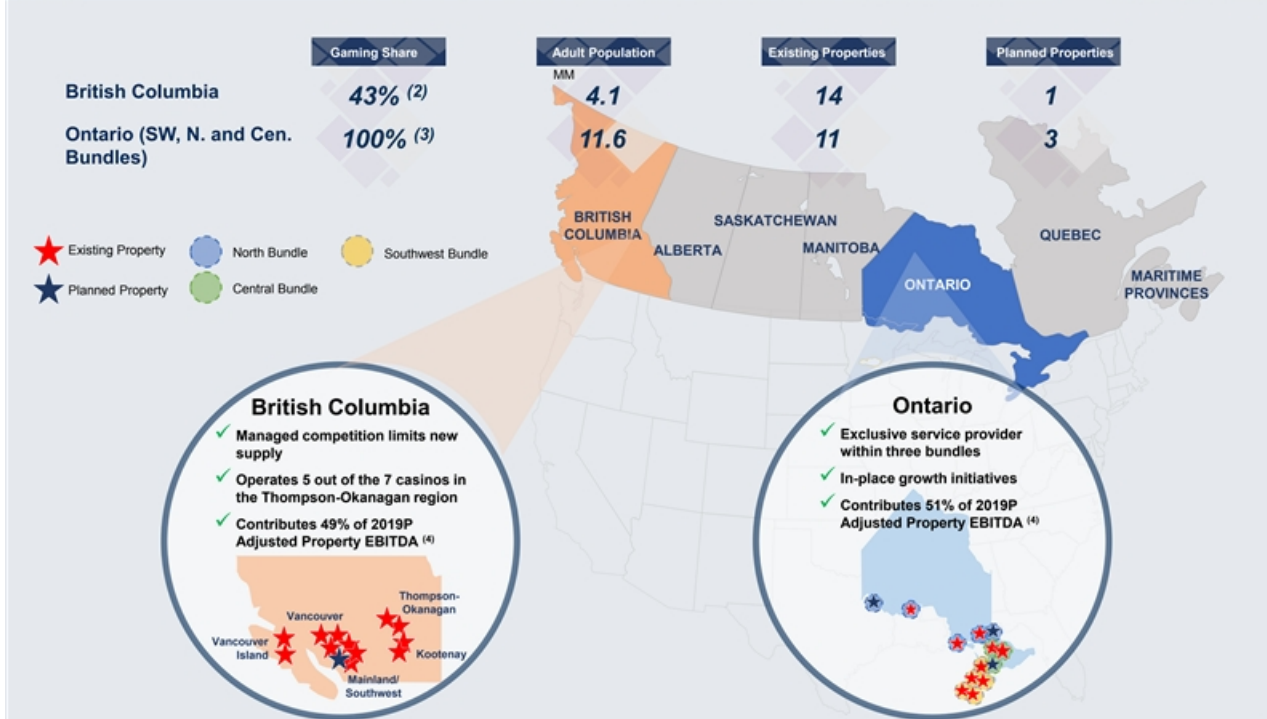 Gaming Share
Adult Population
Existing Properties
Planned Properties
MM
British Columbia
43% (2)
4.1
14
1
Ontario (SW, N. and Cen.
Bundles)
100% (3)
11.6
11
3
Existing Property
North Bundle
Southwest Bundle
Planned Property
Central Bundle
BRITISH
COLUMBIA
ALBERTA
SASKATCHEWAN
MANITOBA
ONTARIO
QUEBEC
MARITIME
PROVINCES
British Columbia
Managed competition limits new
supply
Operates 5 out of the 7 casinos in
the Thompson-Okanagan region
Contributes 49% of 2019P
Adjusted Property EBITDA (4)
Vancouver
Thompson-
Okanagan
Vancouver
Island
Kootenay
Mainland/
Southwest
Ontario
Exclusive service provider
within three bundles
In-place growth initiatives
Contributes 51% of 2019P
Adjusted Property EBITDA (4)